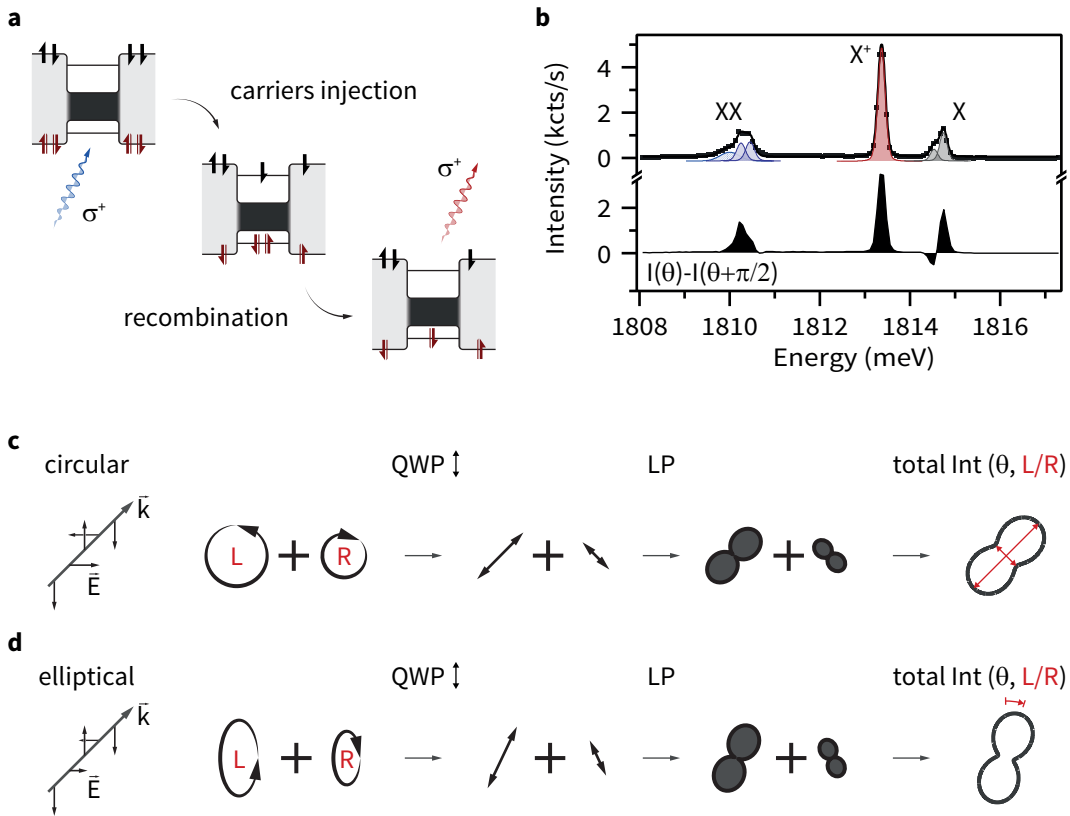 a
carriers injection
σ+
σ+
recombination
b
Intensity (kcts/s)
4
2
0
2
0
XX
X+
X
I(θ)-I(θ+π/2)
1808 1810 1812 1814 1816
Energy (meV)
c
circular QWP LP total Int (θ, L/R)
k
E
L + R +  +
d
elliptical QWP LP total Int (θ, L/R)
k
E
L + R +  +